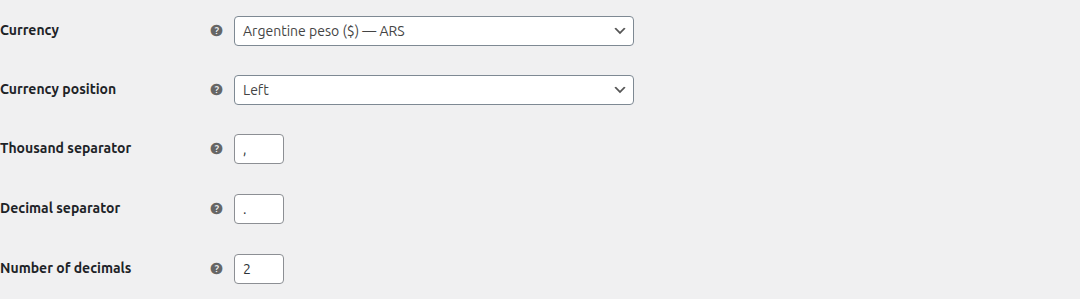 Currency ? Argentine peso ($) — ARS
Currency position ? Left
Thousand separator ? ,
Decimal separator ? .
Number of decimals ? 2